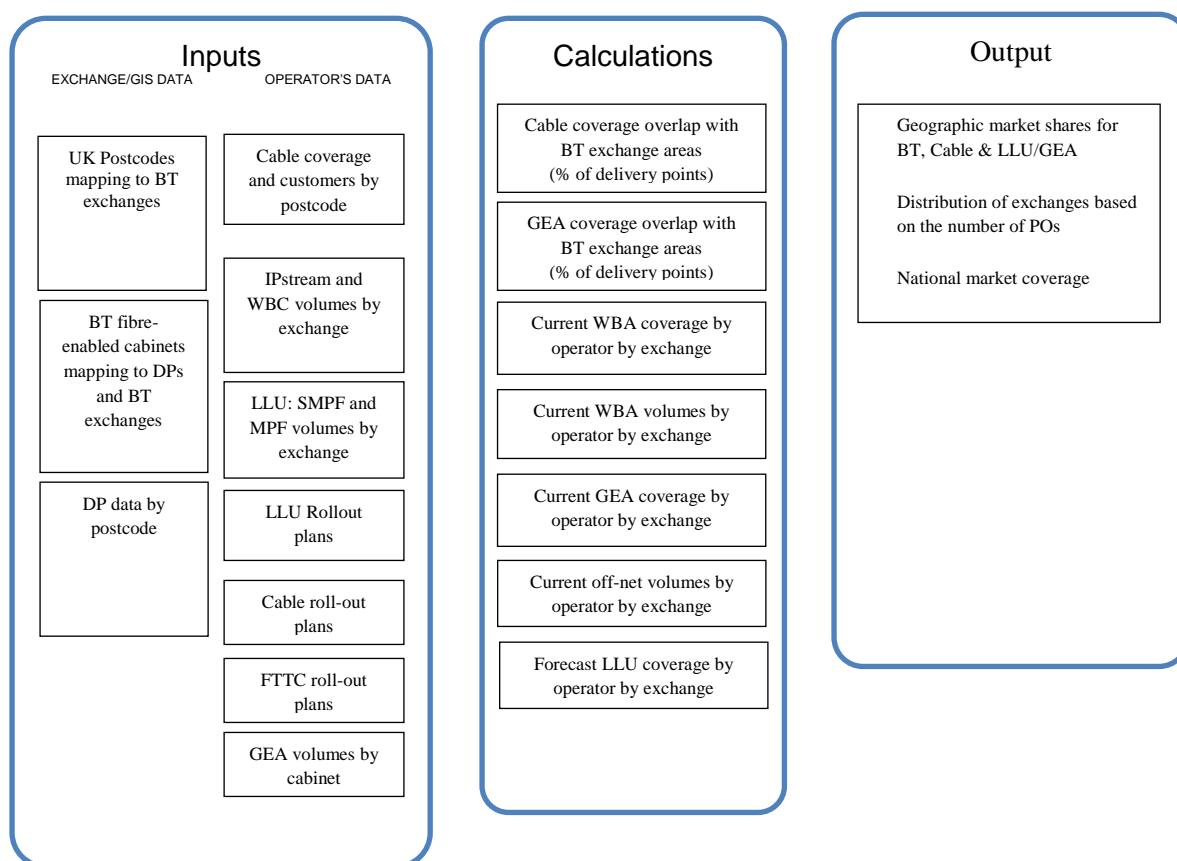 Inputs
EXCHANGE/GIS DATA
UK Postcodes
mapping to BT
exchanges
BT fibre-
enabled cabinets
mapping to DPs
and BT
exchanges
DP data by
postcode
OPERATOR'S DATA
Cable coverage
and customers by
postcode
IPstream and
WBC volumes by
exchange
LLU: SMPF and
MPF volumes by
exchange
LLU Rollout
plans
Cable roll-out
plans
FTTC roll-out
plans
GEA volumes by
cabinet
Calculations
Cable coverage overlap with
BT exchange areas
(% of delivery points)
GEA coverage overlap with
BT exchange areas
(% of delivery points)
Current WBA coverage by
operator by exchange
Current WBA volumes by
operator by exchange
Current GEA coverage by
operator by exchange
Current off-net volumes by
operator by exchange
Forecast LLU coverage by
operator by exchange
Output
Geographic market shares for
BT, Cable & LLU/GEA
Distribution of exchanges based
on the number of POs
National market coverage